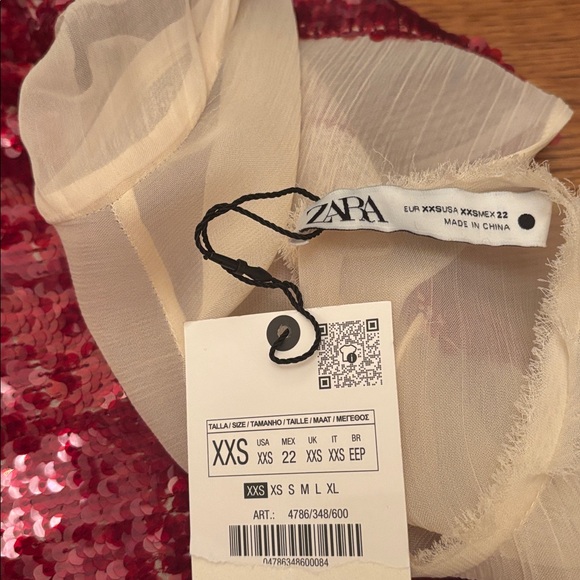 ZARA
EUR XXS USA XXS MEX 22
MADE IN CHINA
TALLA / SIZE / TAMANHO / TAILLE / MAAT / ΜΕΓΕΘΟΣ
XXS
USA MEX UK IT BR
XXS 22 XXS XXS EEP
XXS XS S M L XL
ART.: 4786/348/600
04786348600084